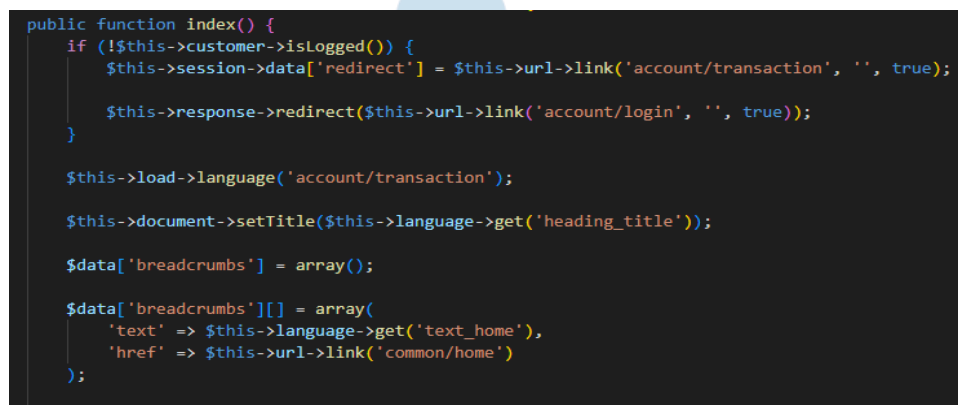 public function index() {
if (!$this->customer->isLogged()) {
$this->session->data['redirect'] = $this->url->link('account/transaction', '', true);
$this->response->redirect($this->url->link('account/login', '', true));
}
$this->load->language('account/transaction');
$this->document->setTitle($this->language->get('heading_title'));
$data['breadcrumbs'] = array();
$data['breadcrumbs'][] = array(
'text' => $this->language->get('text_home'),
'href' => $this->url->link('common/home')
);